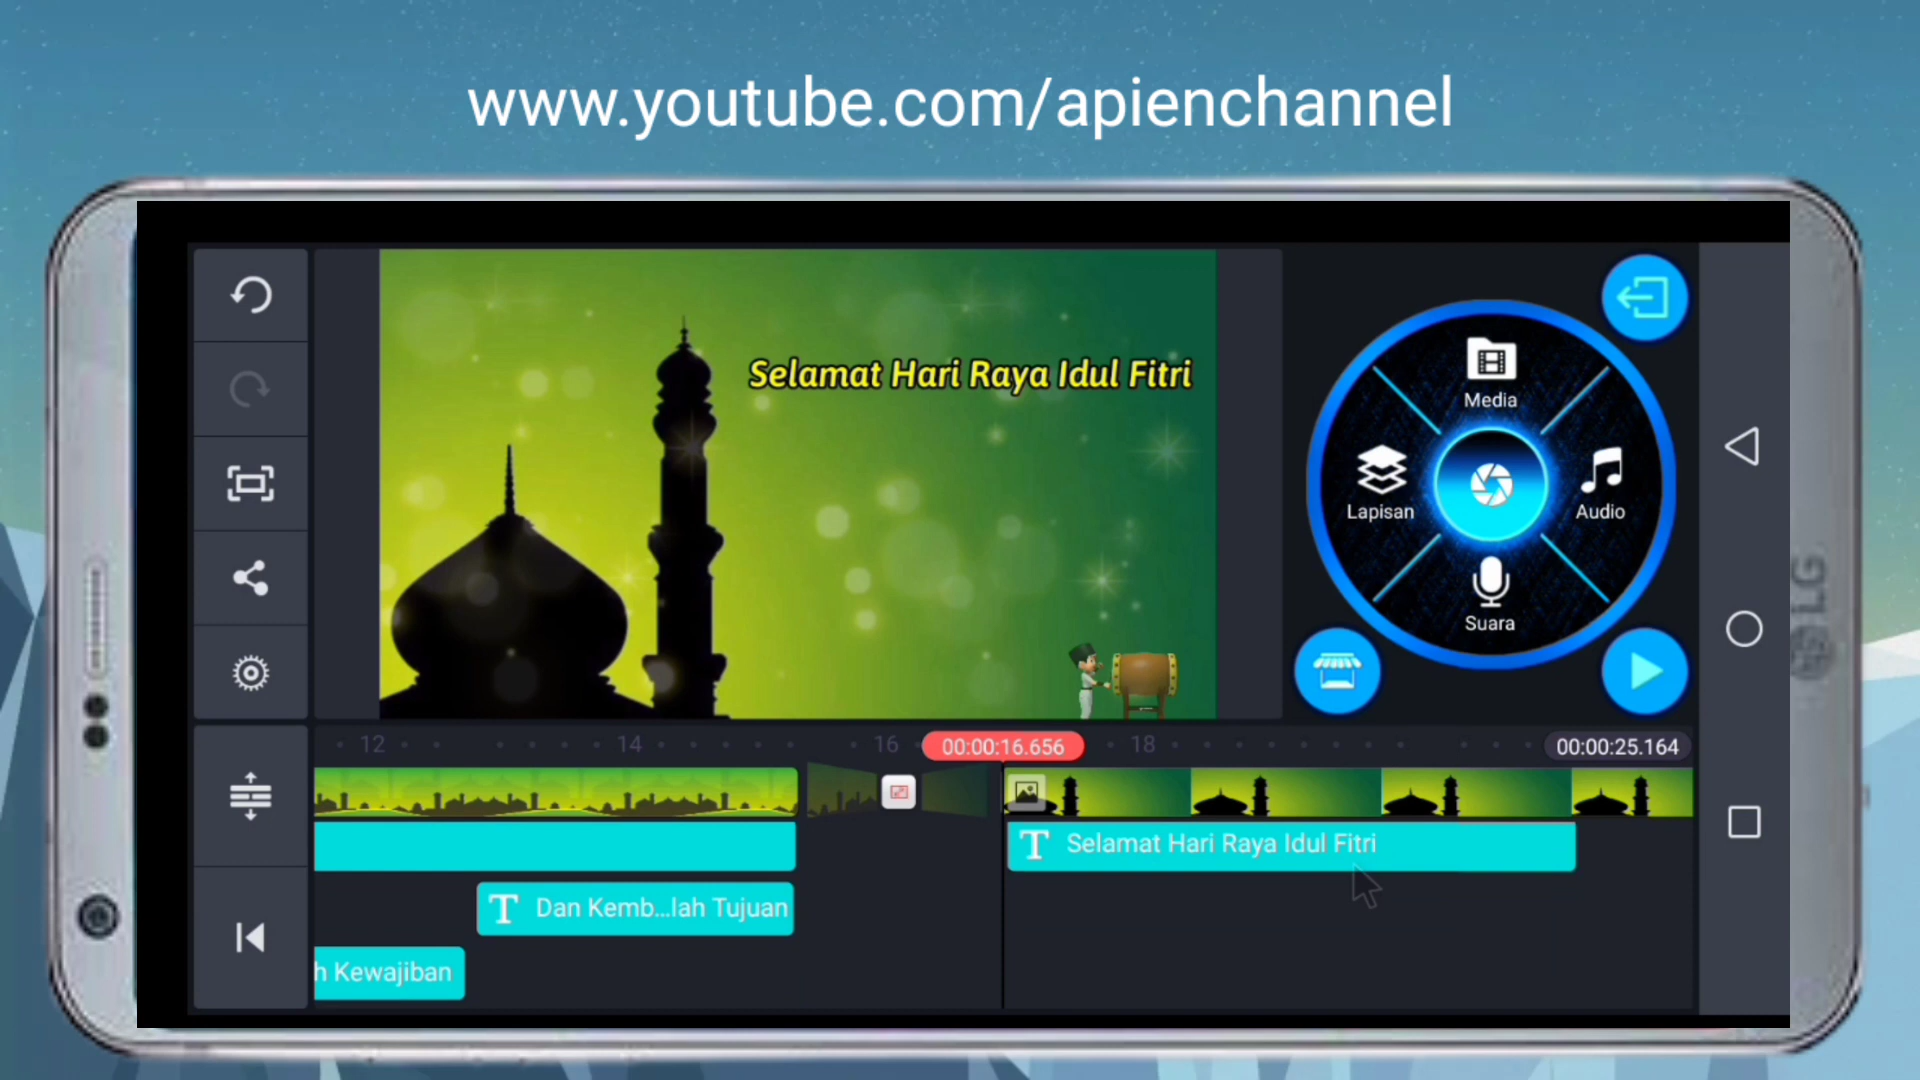 www.youtube.com/apienchannel
Selamat Hari Raya Idul Fitri
Media
Lapisan
Audio
Suara
12
14
16
00:00:16.656
18
00:00:25.164
T Selamat Hari Raya Idul Fitri
T Dan Kemb...lah Tujuan
h Kewajiban
LG